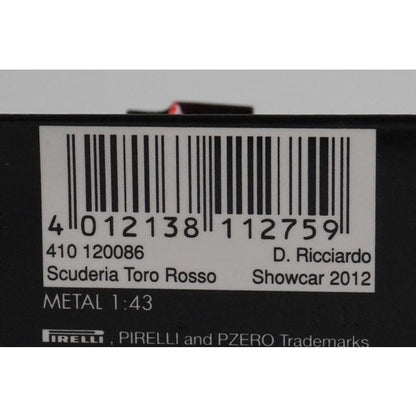 4 012138 112759
410 120086 D. Ricciardo
Scuderia Toro Rosso Showcar 2012
METAL 1:43
PIRELLI, PIRELLI and PZERO Trademarks